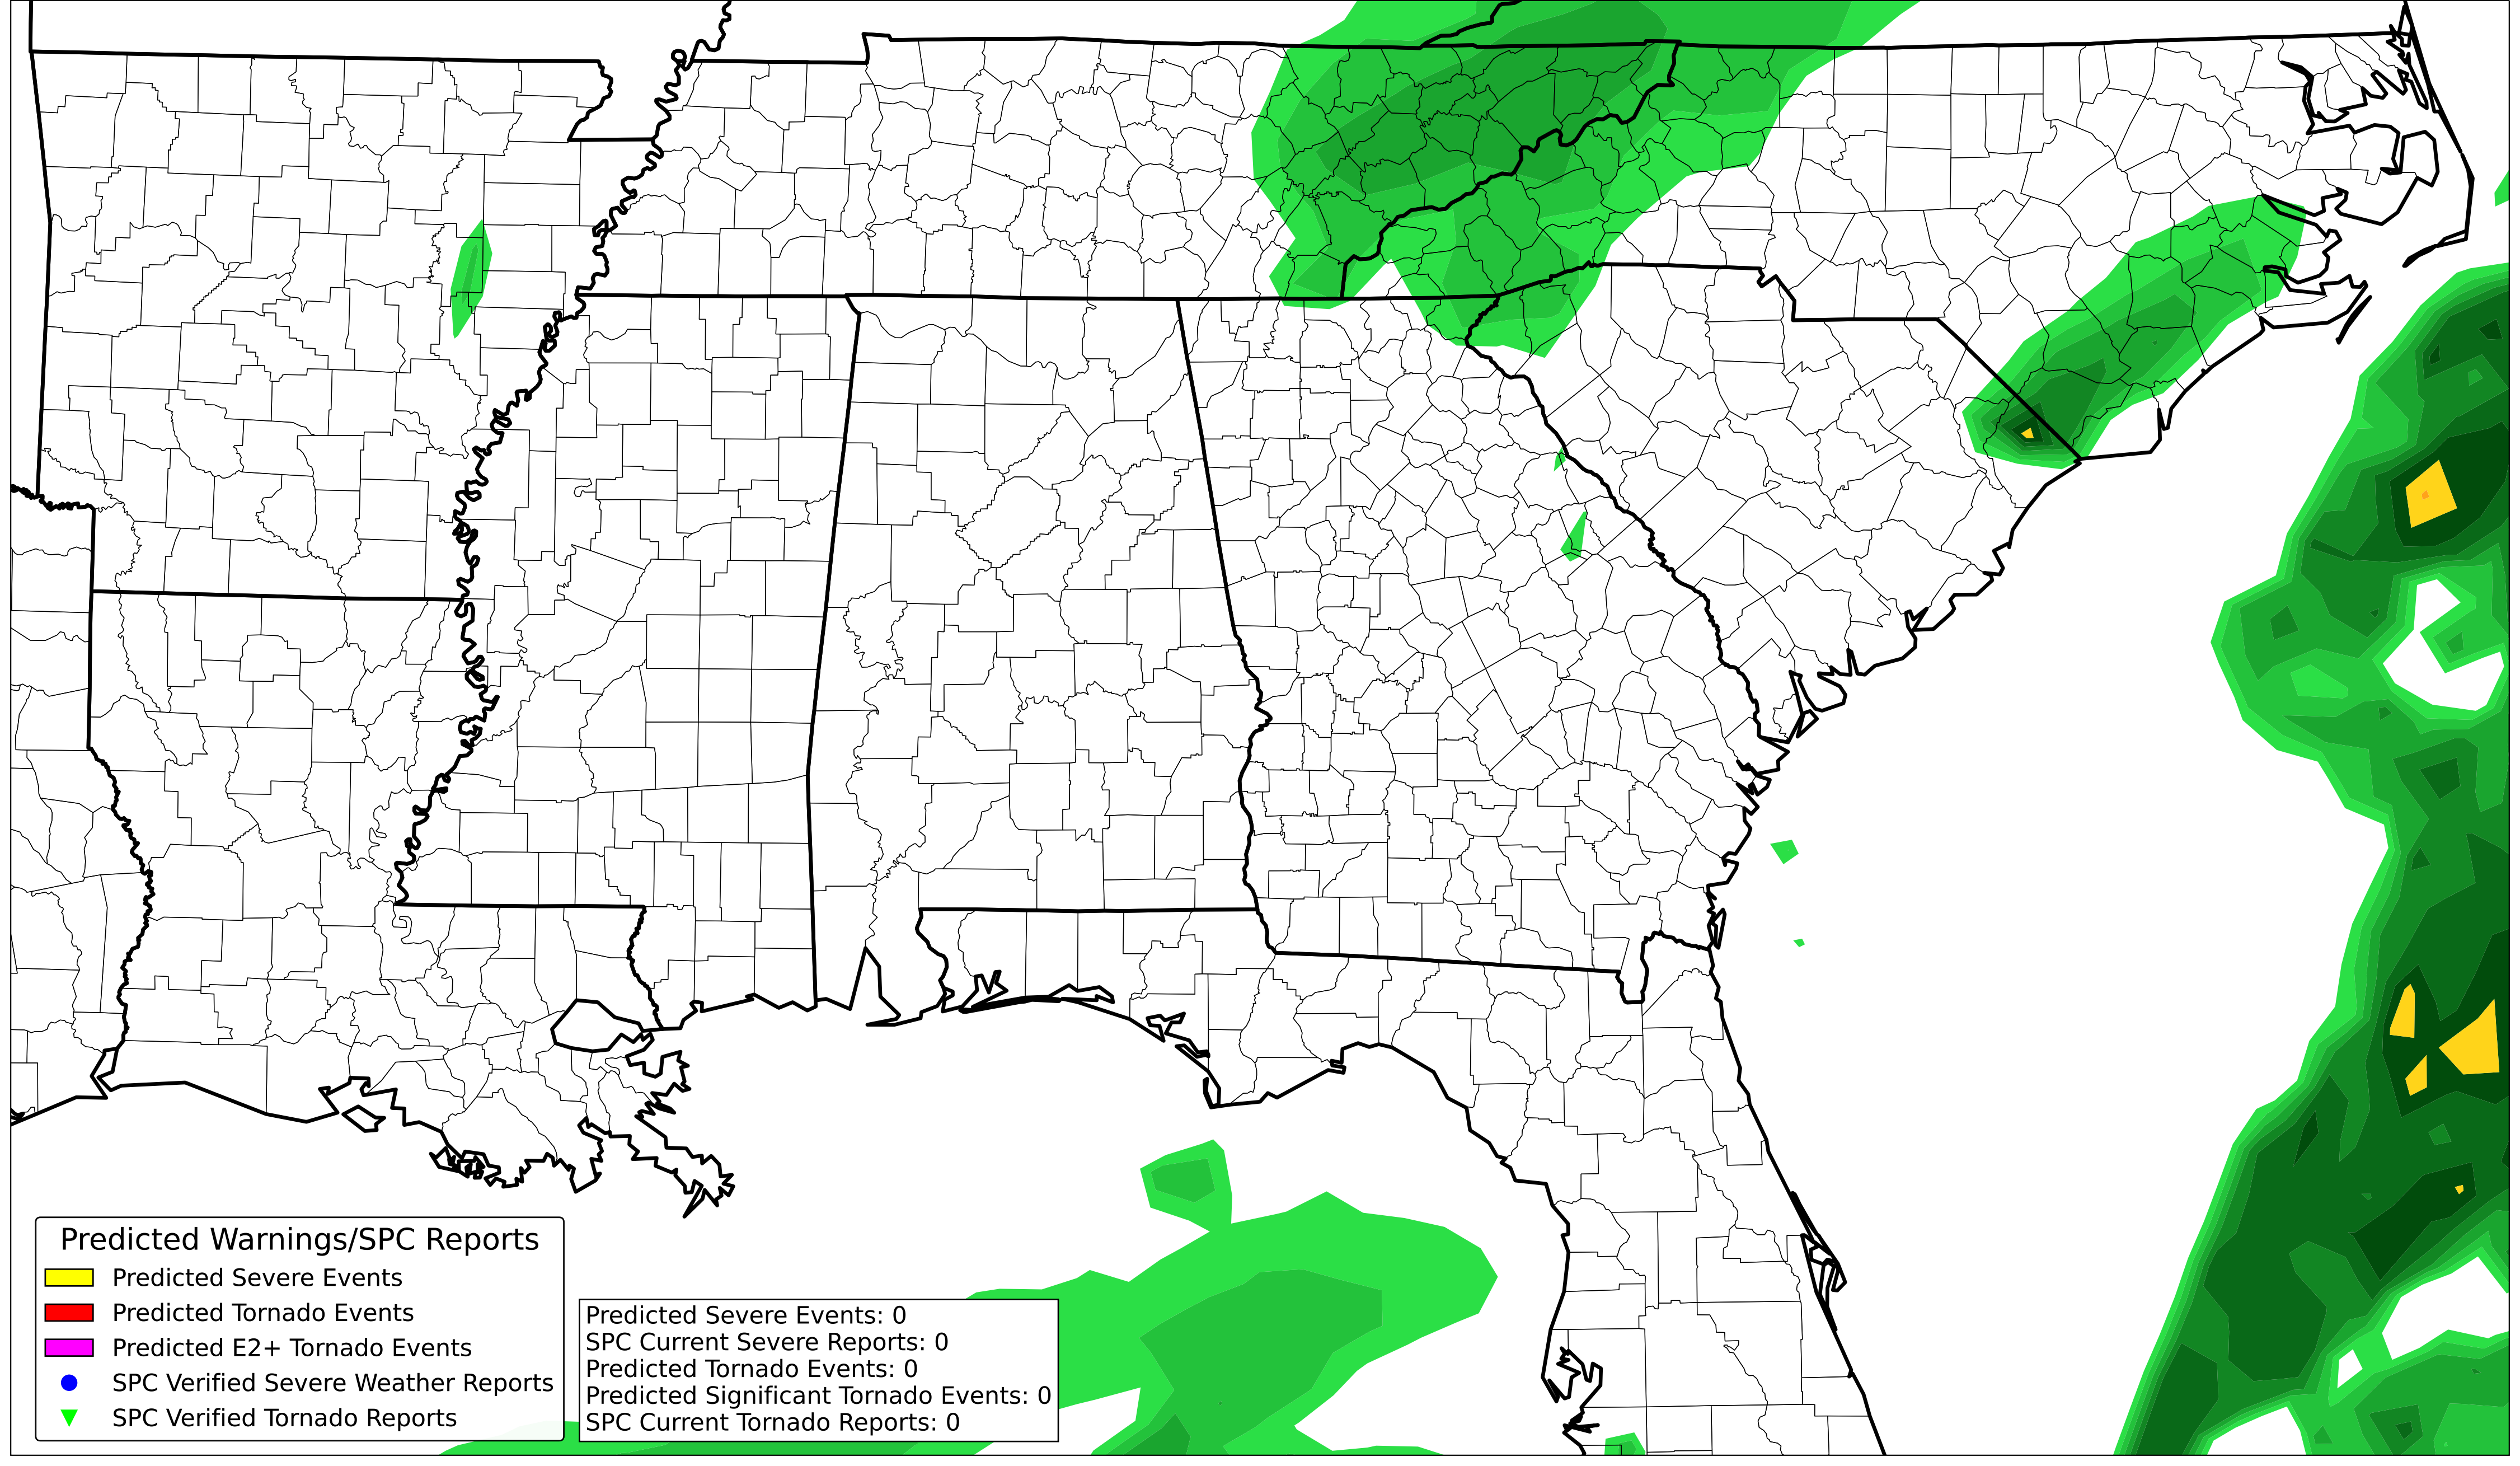 Predicted Warnings/SPC Reports
Predicted Severe Events
Predicted Tornado Events
Predicted E2+ Tornado Events
SPC Verified Severe Weather Reports
SPC Verified Tornado Reports
Predicted Severe Events: 0
SPC Current Severe Reports: 0
Predicted Tornado Events: 0
Predicted Significant Tornado Events: 0
SPC Current Tornado Reports: 0